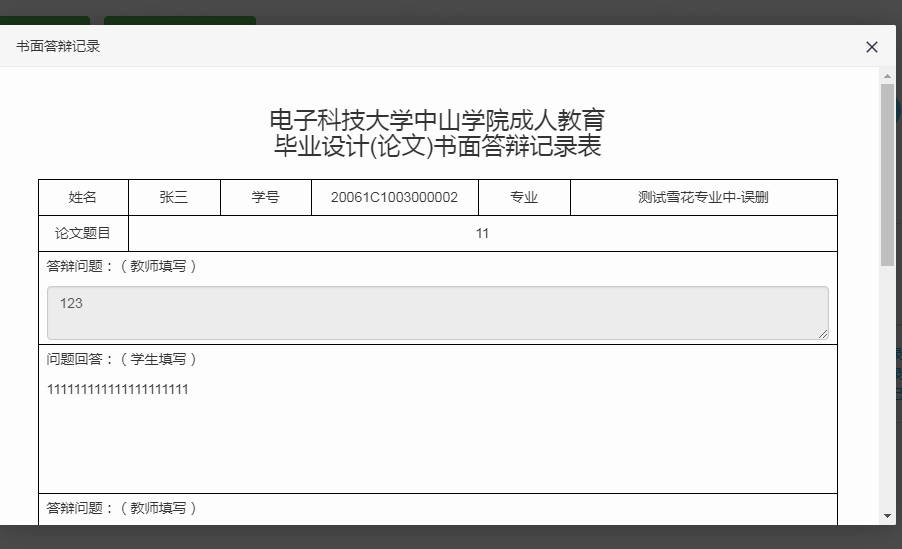 书面答辩记录
电子科技大学中山学院成人教育
毕业设计(论文)书面答辩记录表
姓名 张三 学号 20061C1003000002 专业 测试雪花专业中-误删
论文题目 11
答辩问题：（教师填写）
123
问题回答：（学生填写）
111111111111111111111
答辩问题：（教师填写）